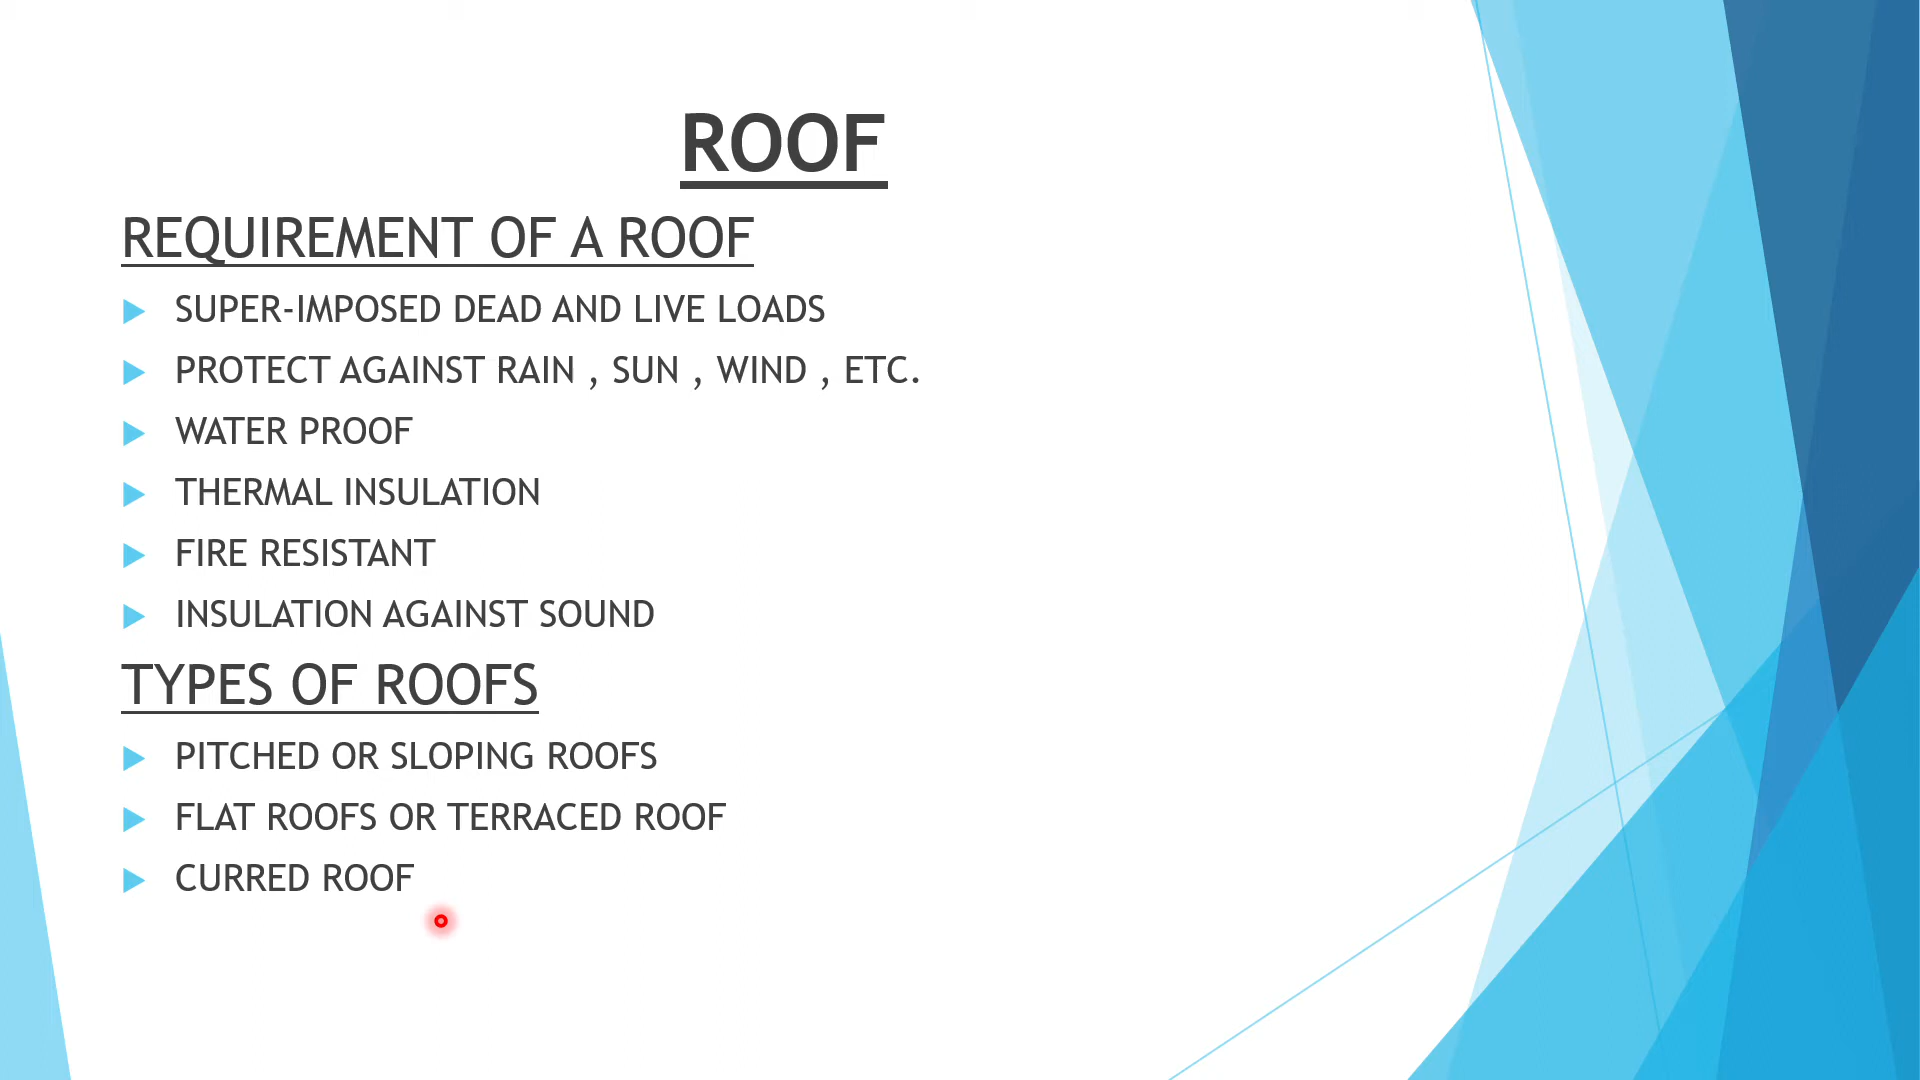 ROOF
REQUIREMENT OF A ROOF
SUPER-IMPOSED DEAD AND LIVE LOADS
PROTECT AGAINST RAIN , SUN , WIND , ETC.
WATER PROOF
THERMAL INSULATION
FIRE RESISTANT
INSULATION AGAINST SOUND
TYPES OF ROOFS
PITCHED OR SLOPING ROOFS
FLAT ROOFS OR TERRACED ROOF
CURRED ROOF